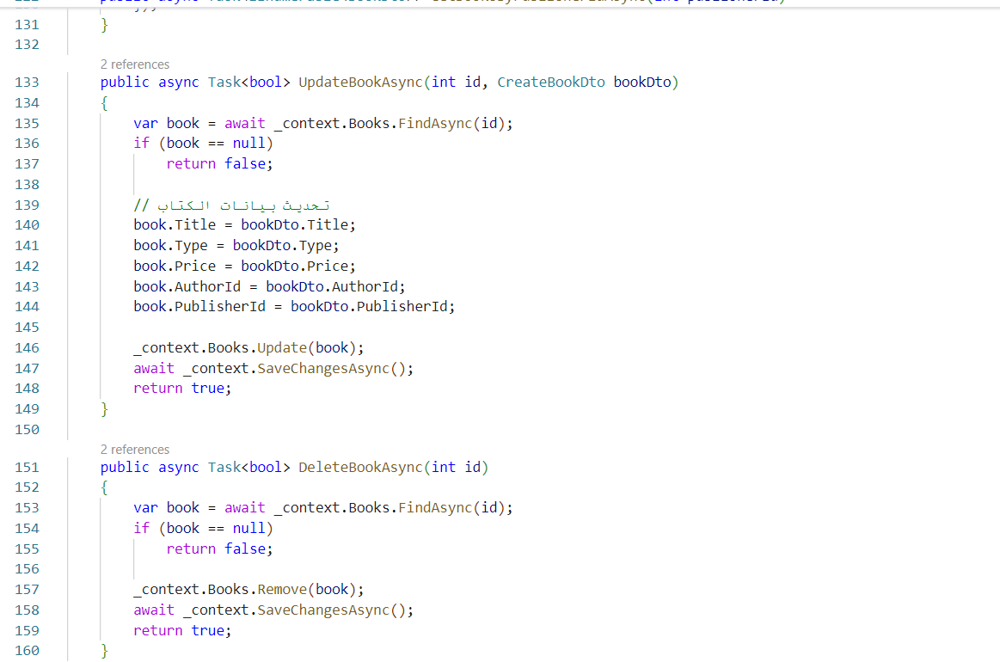 131 }
132
2 references
133 public async Task<bool> UpdateBookAsync(int id, CreateBookDto bookDto)
134 {
135 var book = await _context.Books.FindAsync(id);
136 if (book == null)
137 return false;
138
139 // تحديث بيانات الكتاب
140 book.Title = bookDto.Title;
141 book.Type = bookDto.Type;
142 book.Price = bookDto.Price;
143 book.AuthorId = bookDto.AuthorId;
144 book.PublisherId = bookDto.PublisherId;
145
146 _context.Books.Update(book);
147 await _context.SaveChangesAsync();
148 return true;
149 }
150
2 references
151 public async Task<bool> DeleteBookAsync(int id)
152 {
153 var book = await _context.Books.FindAsync(id);
154 if (book == null)
155 return false;
156
157 _context.Books.Remove(book);
158 await _context.SaveChangesAsync();
159 return true;
160 }